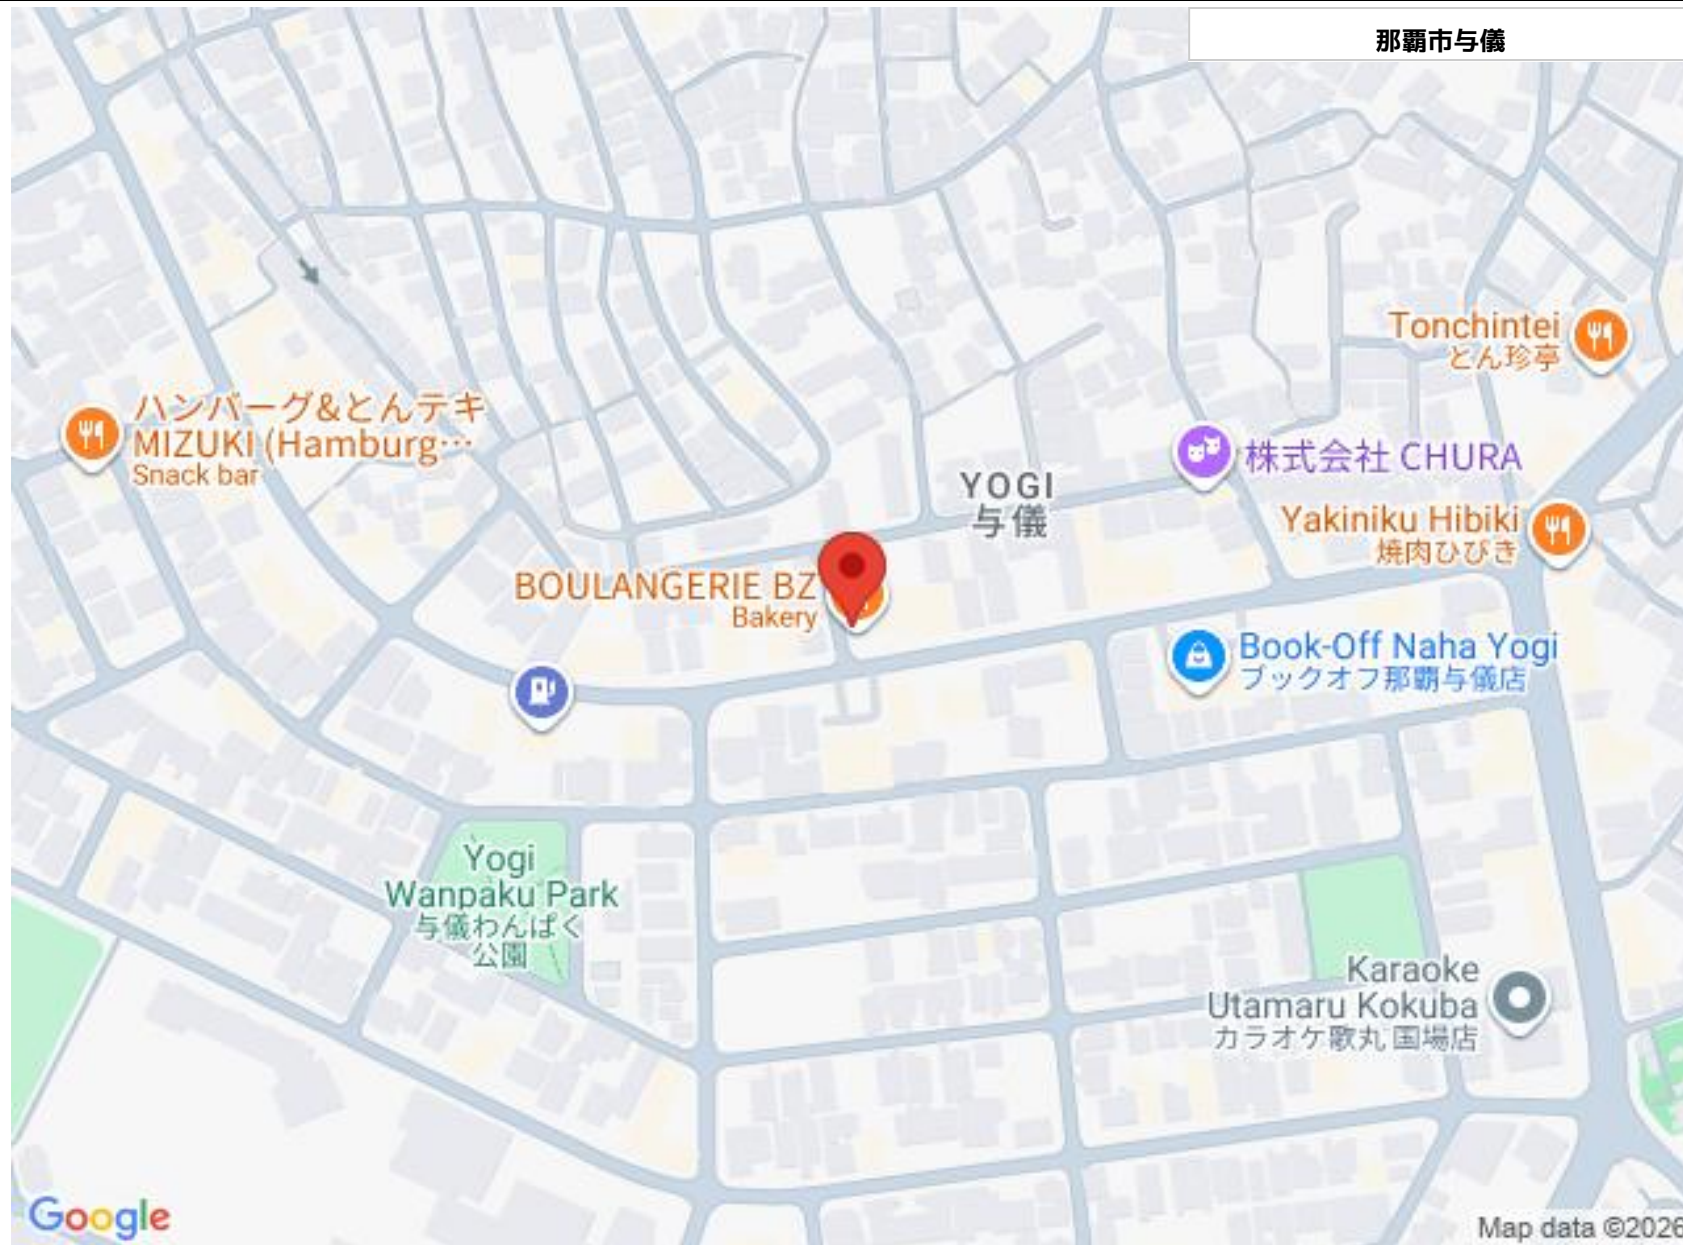 那覇市与儀
Tonchintei
とん珍亭
ハンバーグ&とんテキ
MIZUKI (Hamburg…
Snack bar
株式会社 CHURA
YOGI
与儀
Yakiniku Hibiki
焼肉ひびき
BOULANGERIE BZ
Bakery
Book-Off Naha Yogi
ブックオフ那覇与儀店
Yogi
Wanpaku Park
与儀わんぱく
公園
Karaoke
Utamaru Kokuba
カラオケ歌丸 国場店
Google
Map data ©2026